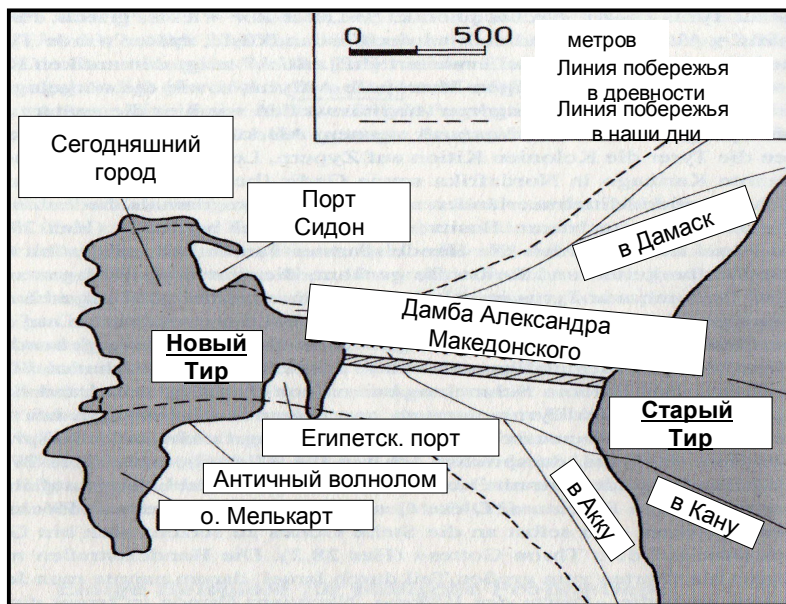 0 500 метров
Линия побережья
в древности
Линия побережья
в наши дни
Сегодняшний
город
Порт
Сидон
в Дамаск
Дамба Александра
Македонского
Новый
Тир
Старый
Тир
Египетск. порт
Античный волнолом
о. Мелькарт
в Акку
в Кану